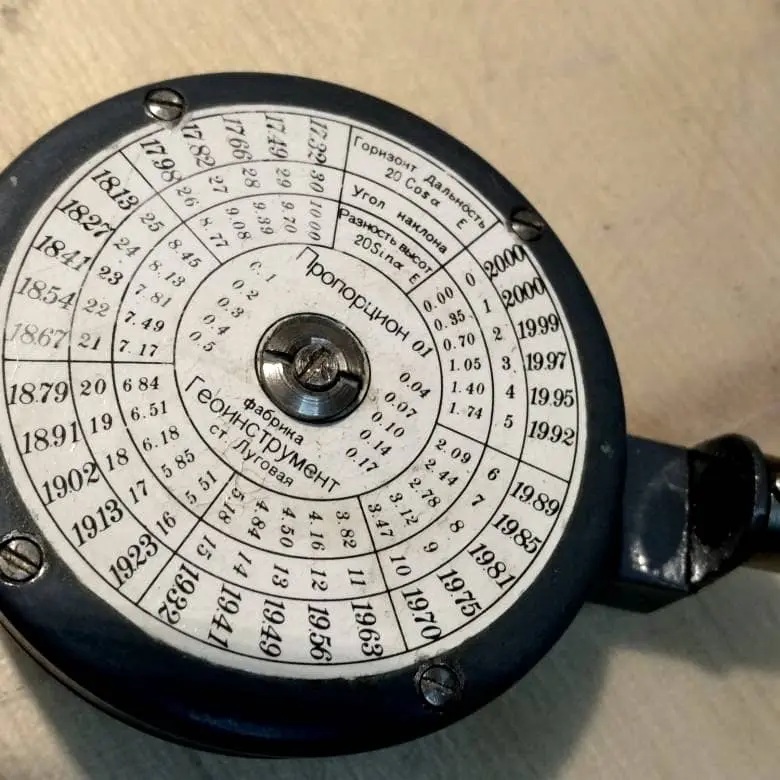 Горизонт дальность
20 Cosα E
Угол наклона
Разность высот
20Sinα E
2000 2000 1999 1997 1995 1992
0 1 2 3 4 5
0.00 0.35 0.70 1.05 1.40 1.74
1989 1985 1981 1975 1970
6 7 8 9 10
2.09 2.44 2.78 3.12 3.47
1963 1956 1949 1941 1932
11 12 13 14 15
3.82 4.16 4.50 4.84 5.18
1923 1913 1902 1891 1879
16 17 18 19 20
5 51 5 85 6.18 6.51 6 84
1867 1854 1841 1827 1813
21 22 23 24 25
7.17 7.49 7.81 8.13 8.45
1798 1782 1766 1749 1732
26 27 28 29 30
8.77 9.08 9.39 9.70 10 00
Пропорцион 01
0.1
0.2
0.3
0.4
0.5
0.04
0.07
0.10
0.14
0.17
фабрика
Геоинструмент
ст Луговая